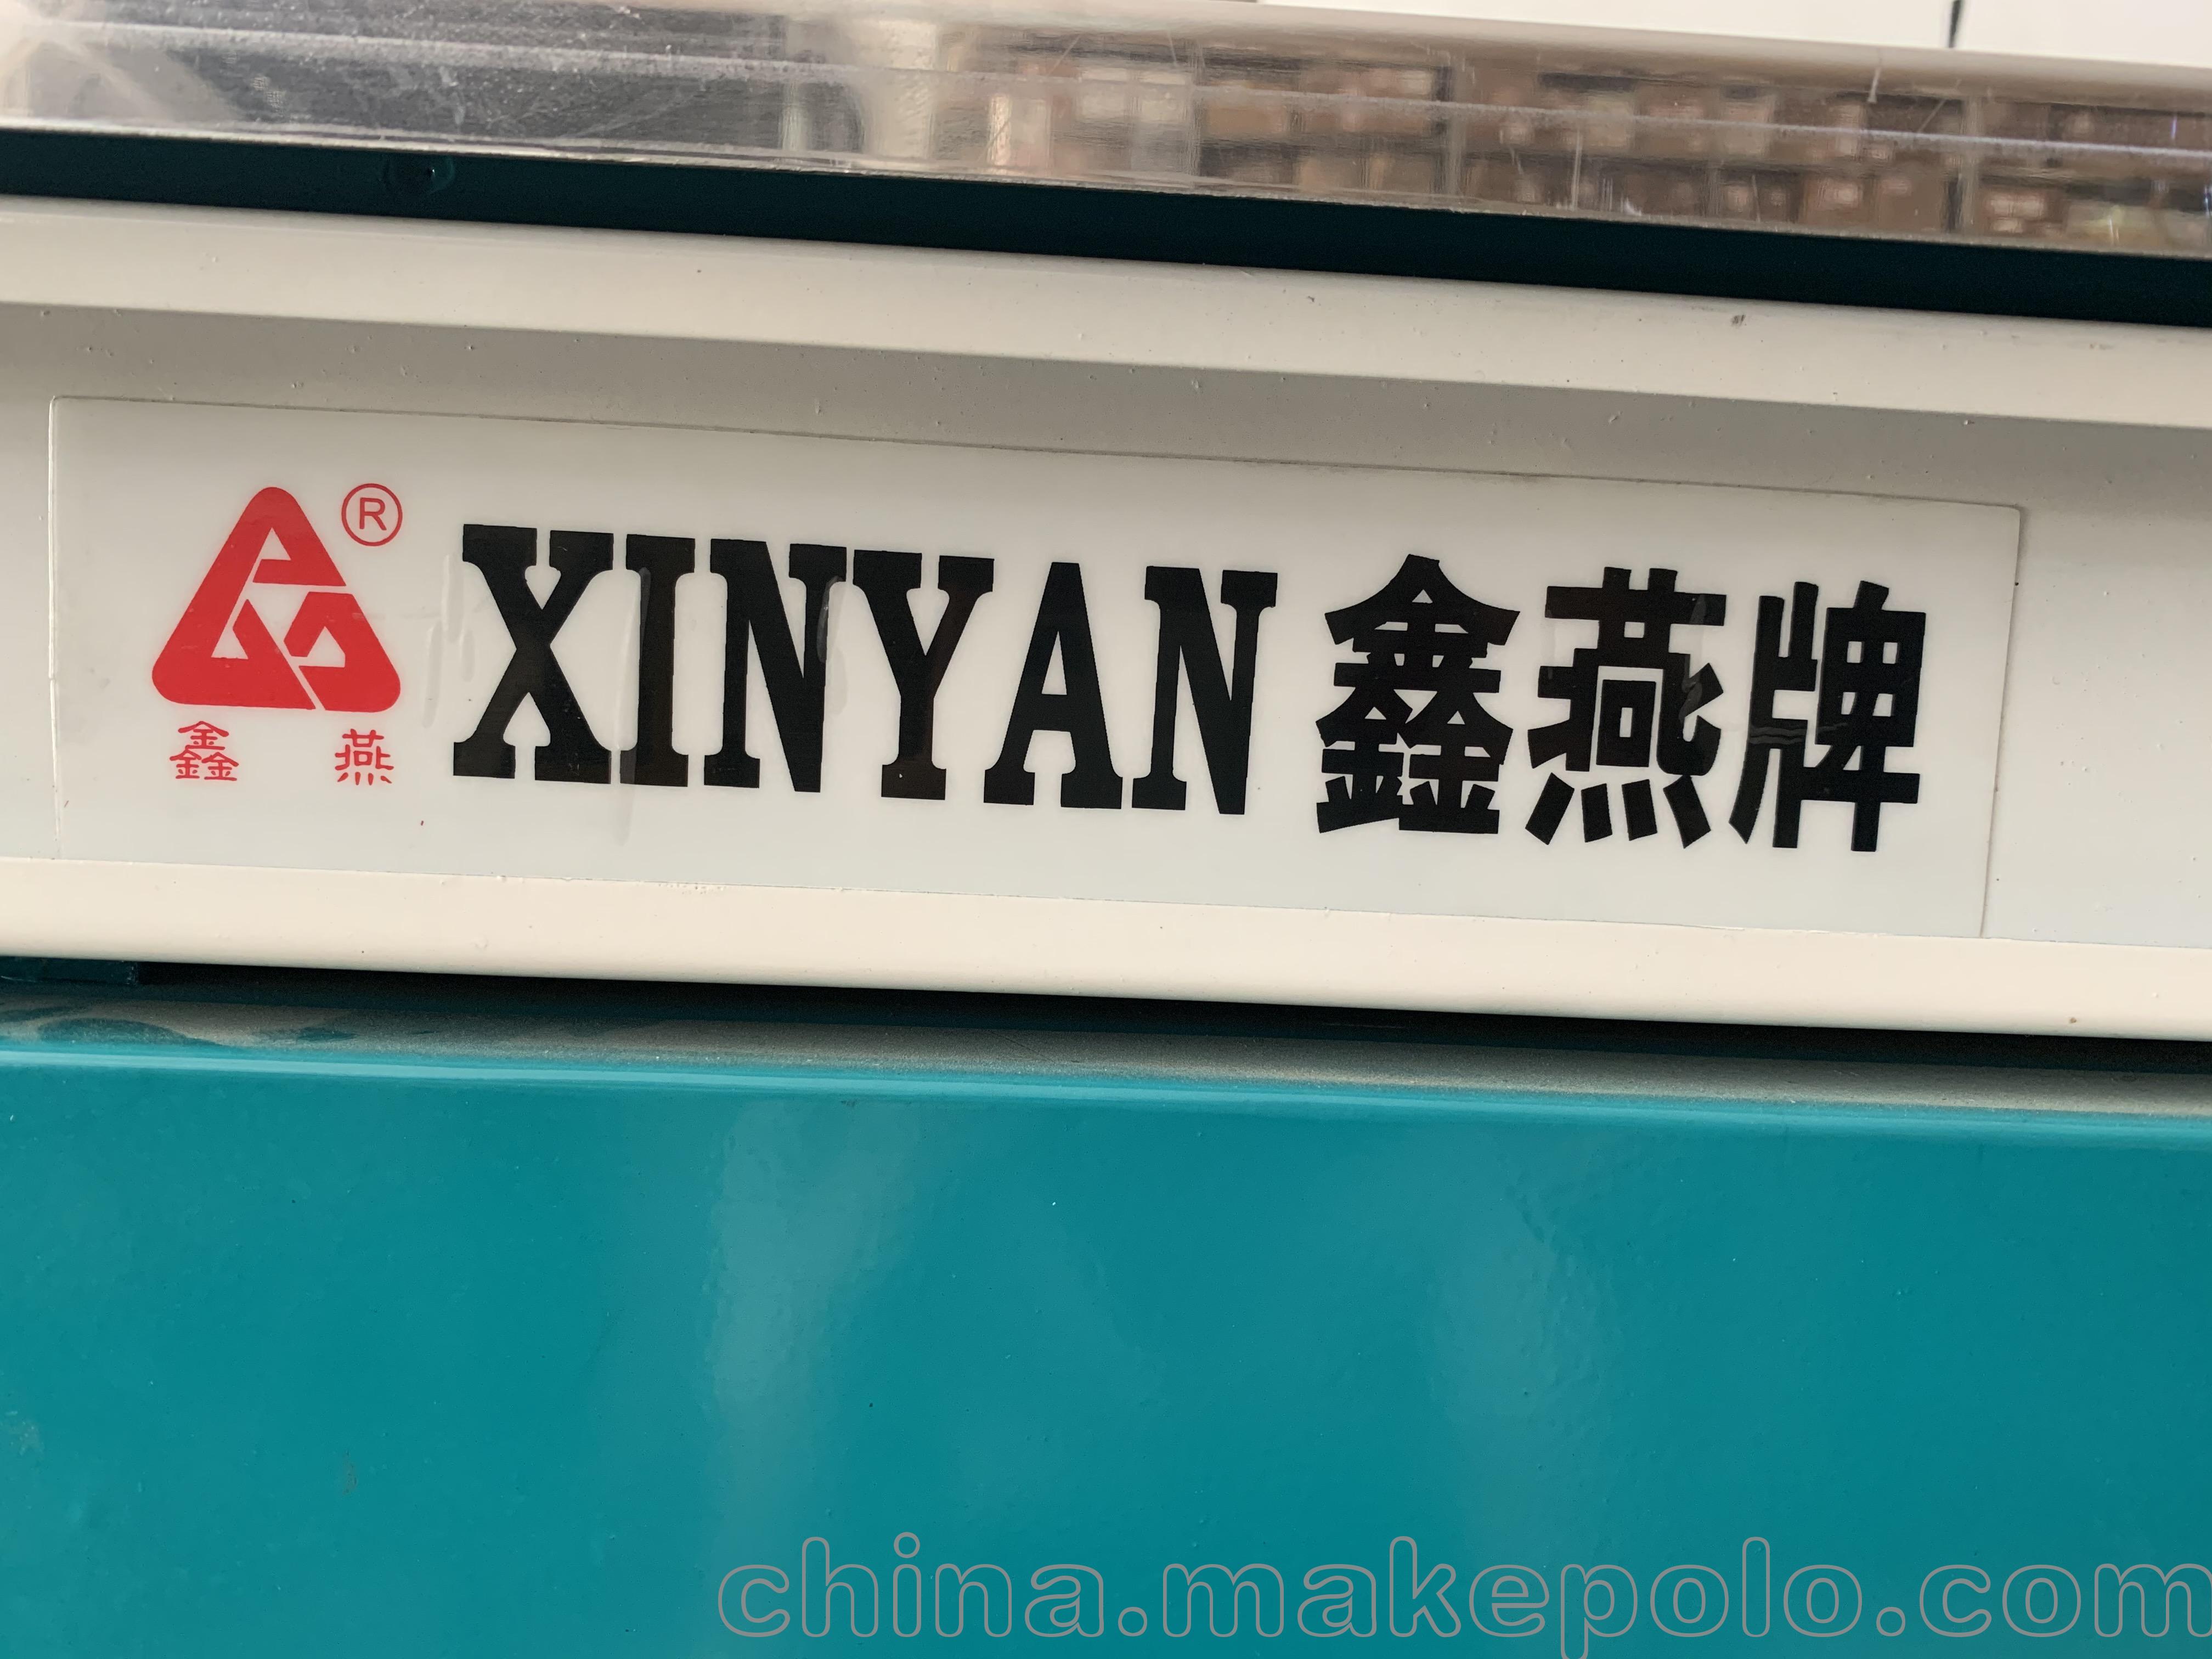 ®
鑫 燕
XINYAN 鑫燕牌
china.makepolo.com